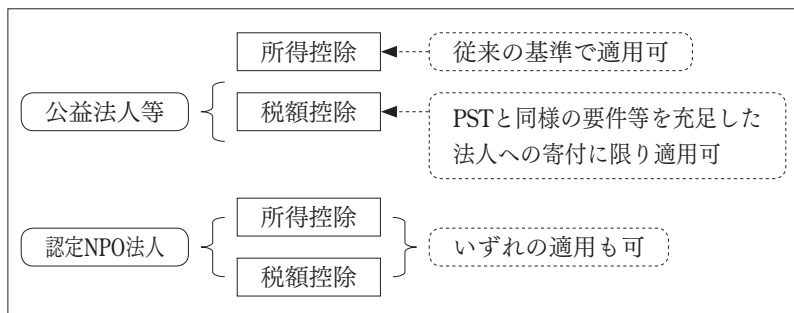 所得控除
従来の基準で適用可
公益法人等
税額控除
PSTと同様の要件等を充足した
法人への寄付に限り適用可
所得控除
認定NPO法人
いずれの適用も可
税額控除